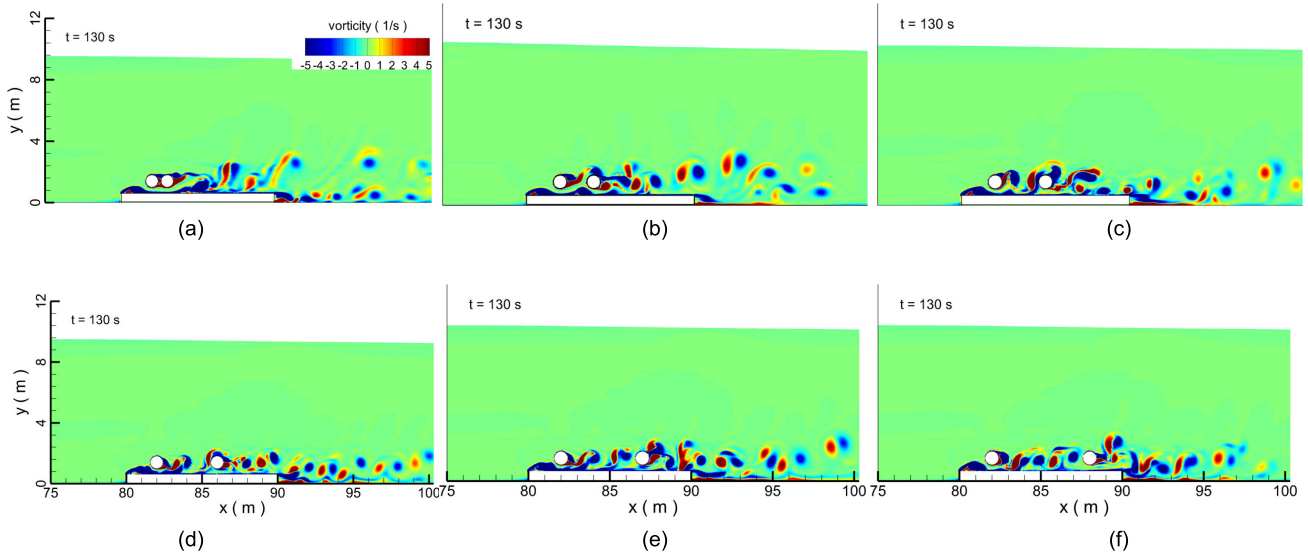 12
t = 130 s
vorticity ( 1/s )
-5 -4 -3 -2 -1 0 1 2 3 4 5
8
y ( m )
4
0
(a)
t = 130 s
(b)
t = 130 s
(c)
12
t = 130 s
8
y ( m )
4
0
75 80 85 90 95 100
x ( m )
(d)
t = 130 s
75 80 85 90 95 100
x ( m )
(e)
t = 130 s
75 80 85 90 95 100
x ( m )
(f)